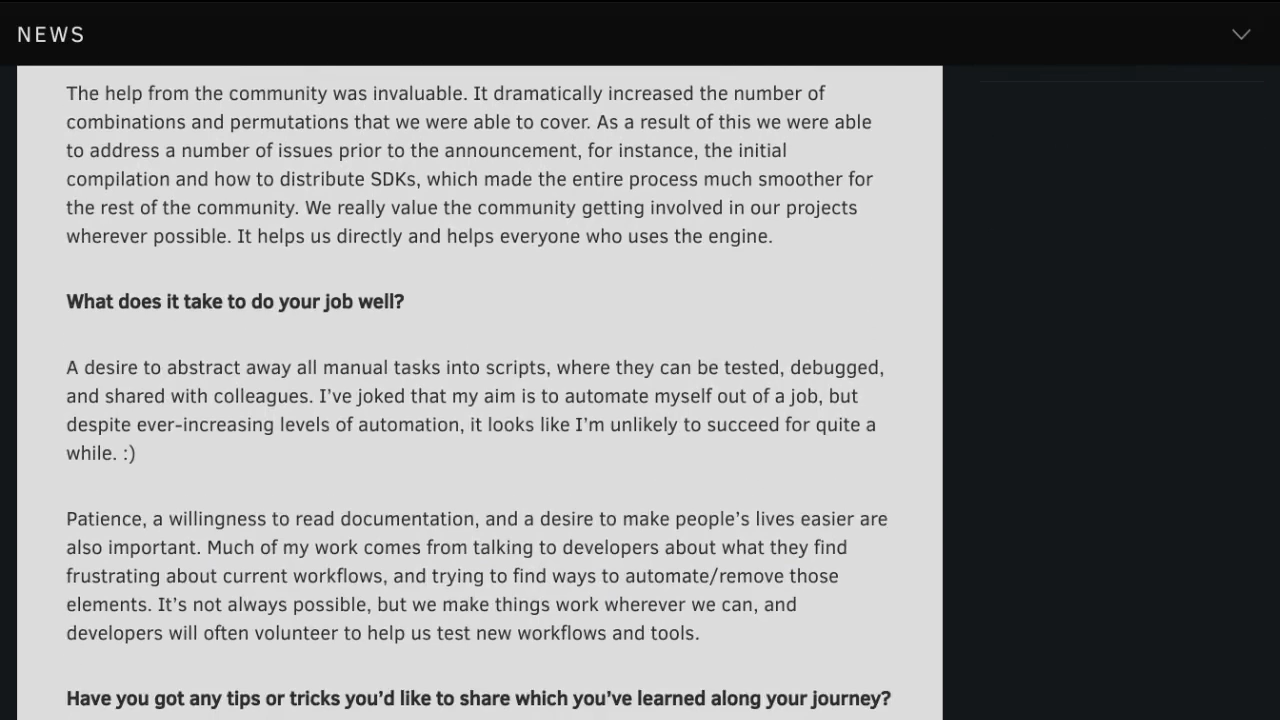 NEWS
The help from the community was invaluable. It dramatically increased the number of
combinations and permutations that we were able to cover. As a result of this we were able
to address a number of issues prior to the announcement, for instance, the initial
compilation and how to distribute SDKs, which made the entire process much smoother for
the rest of the community. We really value the community getting involved in our projects
wherever possible. It helps us directly and helps everyone who uses the engine.
What does it take to do your job well?
A desire to abstract away all manual tasks into scripts, where they can be tested, debugged,
and shared with colleagues. I’ve joked that my aim is to automate myself out of a job, but
despite ever-increasing levels of automation, it looks like I’m unlikely to succeed for quite a
while. :)
Patience, a willingness to read documentation, and a desire to make people’s lives easier are
also important. Much of my work comes from talking to developers about what they find
frustrating about current workflows, and trying to find ways to automate/remove those
elements. It’s not always possible, but we make things work wherever we can, and
developers will often volunteer to help us test new workflows and tools.
Have you got any tips or tricks you’d like to share which you’ve learned along your journey?